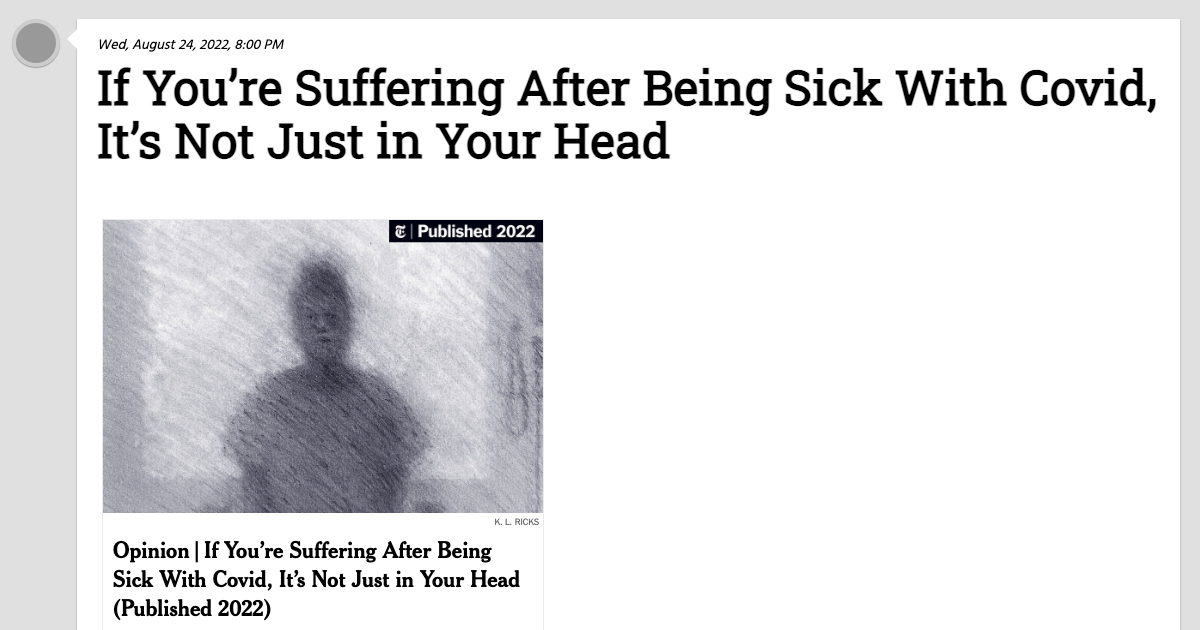 Wed, August 24, 2022, 8:00 PM
If You’re Suffering After Being Sick With Covid,
It’s Not Just in Your Head
T | Published 2022
K. L. RICKS
Opinion | If You’re Suffering After Being
Sick With Covid, It’s Not Just in Your Head
(Published 2022)